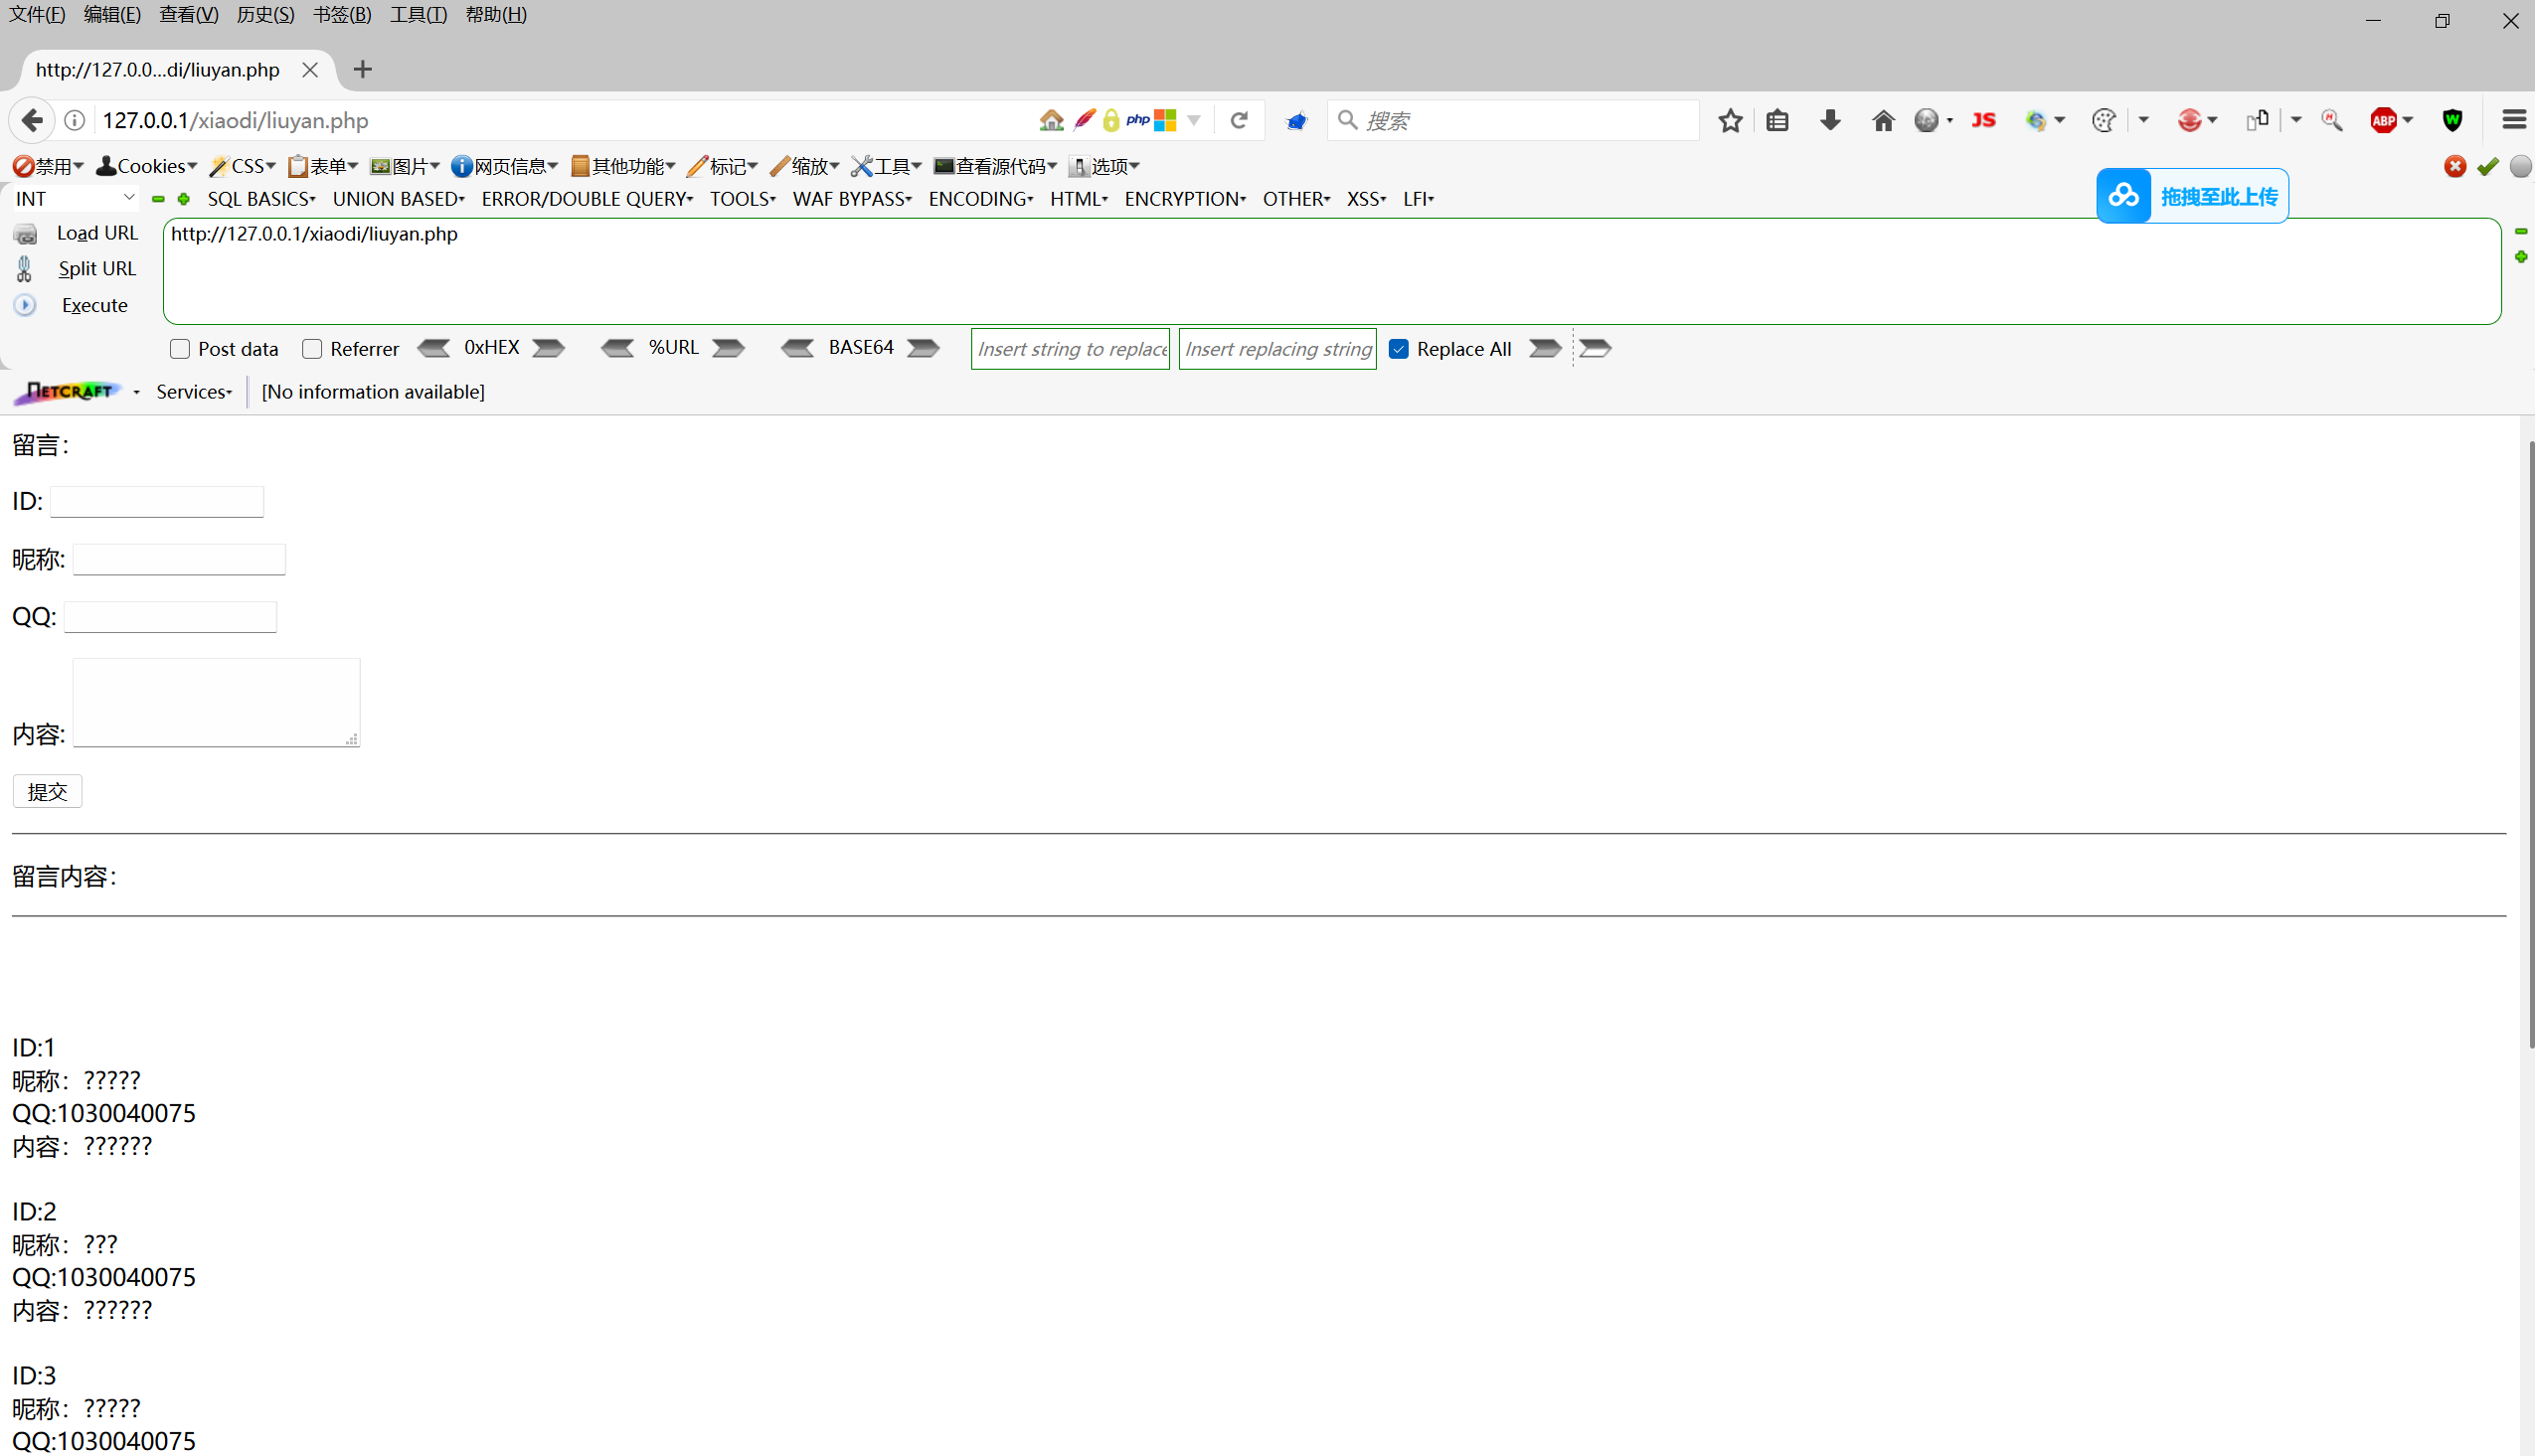 文件(F) 编辑(E) 查看(V) 历史(S) 书签(B) 工具(T) 帮助(H)
http://127.0.0...di/liuyan.php
127.0.0.1/xiaodi/liuyan.php php 搜索 JS ABP W
禁用 Cookies CSS 表单 图片 网页信息 其他功能 标记 缩放 工具 查看源代码 选项
INT SQL BASICS UNION BASED ERROR/DOUBLE QUERY TOOLS WAF BYPASS ENCODING HTML ENCRYPTION OTHER XSS LFI
拖拽至此上传
Load URL http://127.0.0.1/xiaodi/liuyan.php
Split URL
Execute
Post data Referrer 0xHEX %URL BASE64 Insert string to replace Insert replacing string Replace All
NETCRAFT Services [No information available]
留言：
ID:
昵称:
QQ:
内容:
提交
留言内容：
ID:1
昵称：?????
QQ:1030040075
内容：??????
ID:2
昵称：???
QQ:1030040075
内容：??????
ID:3
昵称：?????
QQ:1030040075